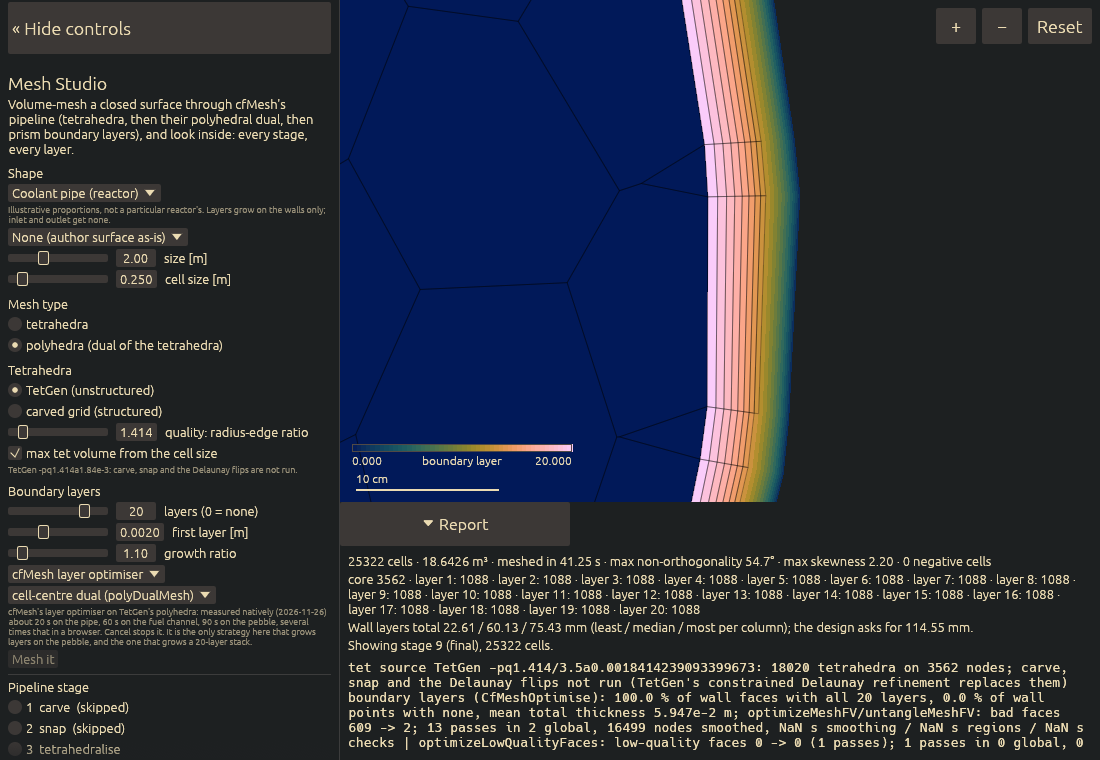 « Hide controls
Mesh Studio
Volume-mesh a closed surface through cfMesh's
pipeline (tetrahedra, then their polyhedral dual, then
prism boundary layers), and look inside: every stage,
every layer.
Shape
Coolant pipe (reactor)
Illustrative proportions, not a particular reactor's. Layers grow on the walls only;
inlet and outlet get none.
None (author surface as-is)
2.00 size [m]
0.250 cell size [m]
Mesh type
tetrahedra
polyhedra (dual of the tetrahedra)
Tetrahedra
TetGen (unstructured)
carved grid (structured)
1.414 quality: radius-edge ratio
max tet volume from the cell size
TetGen -pq1.414a1.84e-3: carve, snap and the Delaunay flips are not run.
Boundary layers
20 layers (0 = none)
0.0020 first layer [m]
1.10 growth ratio
cfMesh layer optimiser
cell-centre dual (polyDualMesh)
cfMesh's layer optimiser on TetGen's polyhedra: measured natively (2026-11-26)
about 20 s on the pipe, 60 s on the fuel channel, 90 s on the pebble, several
times that in a browser. Cancel stops it. It is the only strategy here that grows
layers on the pebble, and the one that grows a 20-layer stack.
Mesh it
Pipeline stage
1 carve (skipped)
2 snap (skipped)
3 tetrahedralise
+ − Reset
0.000 boundary layer 20.000
10 cm
Report
25322 cells · 18.6426 m³ · meshed in 41.25 s · max non-orthogonality 54.7° · max skewness 2.20 · 0 negative cells
core 3562 · layer 1: 1088 · layer 2: 1088 · layer 3: 1088 · layer 4: 1088 · layer 5: 1088 · layer 6: 1088 · layer 7: 1088 · layer 8: 1088 ·
layer 9: 1088 · layer 10: 1088 · layer 11: 1088 · layer 12: 1088 · layer 13: 1088 · layer 14: 1088 · layer 15: 1088 · layer 16: 1088 ·
layer 17: 1088 · layer 18: 1088 · layer 19: 1088 · layer 20: 1088
Wall layers total 22.61 / 60.13 / 75.43 mm (least / median / most per column); the design asks for 114.55 mm.
Showing stage 9 (final), 25322 cells.
tet source TetGen -pq1.414/3.5a0.0018414239093399673: 18020 tetrahedra on 3562 nodes; carve,
snap and the Delaunay flips not run (TetGen's constrained Delaunay refinement replaces them)
boundary layers (CfMeshOptimise): 100.0 % of wall faces with all 20 layers, 0.0 % of wall
points with none, mean total thickness 5.947e-2 m; optimizeMeshFV/untangleMeshFV: bad faces
609 -> 2; 13 passes in 2 global, 16499 nodes smoothed, NaN s smoothing / NaN s regions / NaN s
checks | optimizeLowQualityFaces: low-quality faces 0 -> 0 (1 passes); 1 passes in 0 global, 0